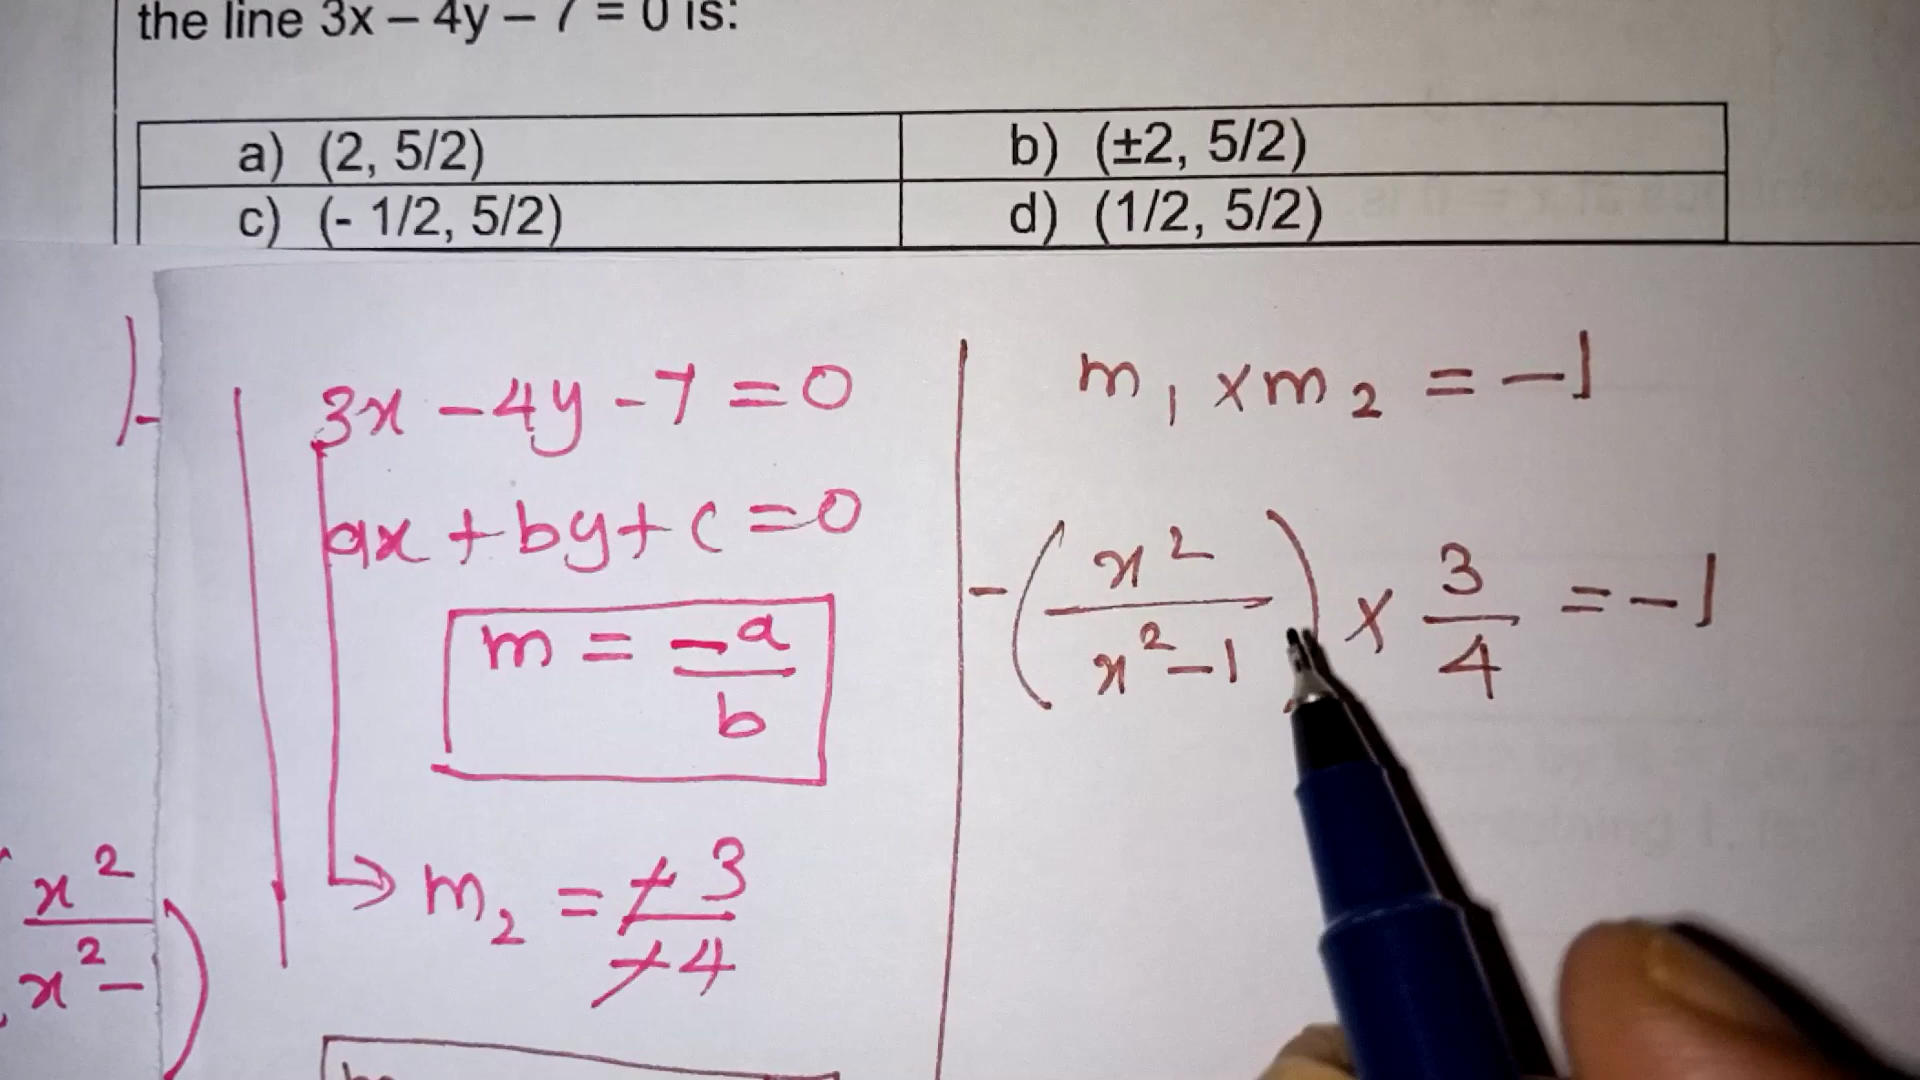 the line 3x – 4y – 7 = 0 is:
a) (2, 5/2)
b) (±2, 5/2)
c) (- 1/2, 5/2)
d) (1/2, 5/2)
3x - 4y - 7 = 0
ax + by + c = 0
m = -a/b
m₂ = -3/-4
x²/x²-
m₁ × m₂ = -1
-(x²/x²-1) × 3/4 = -1